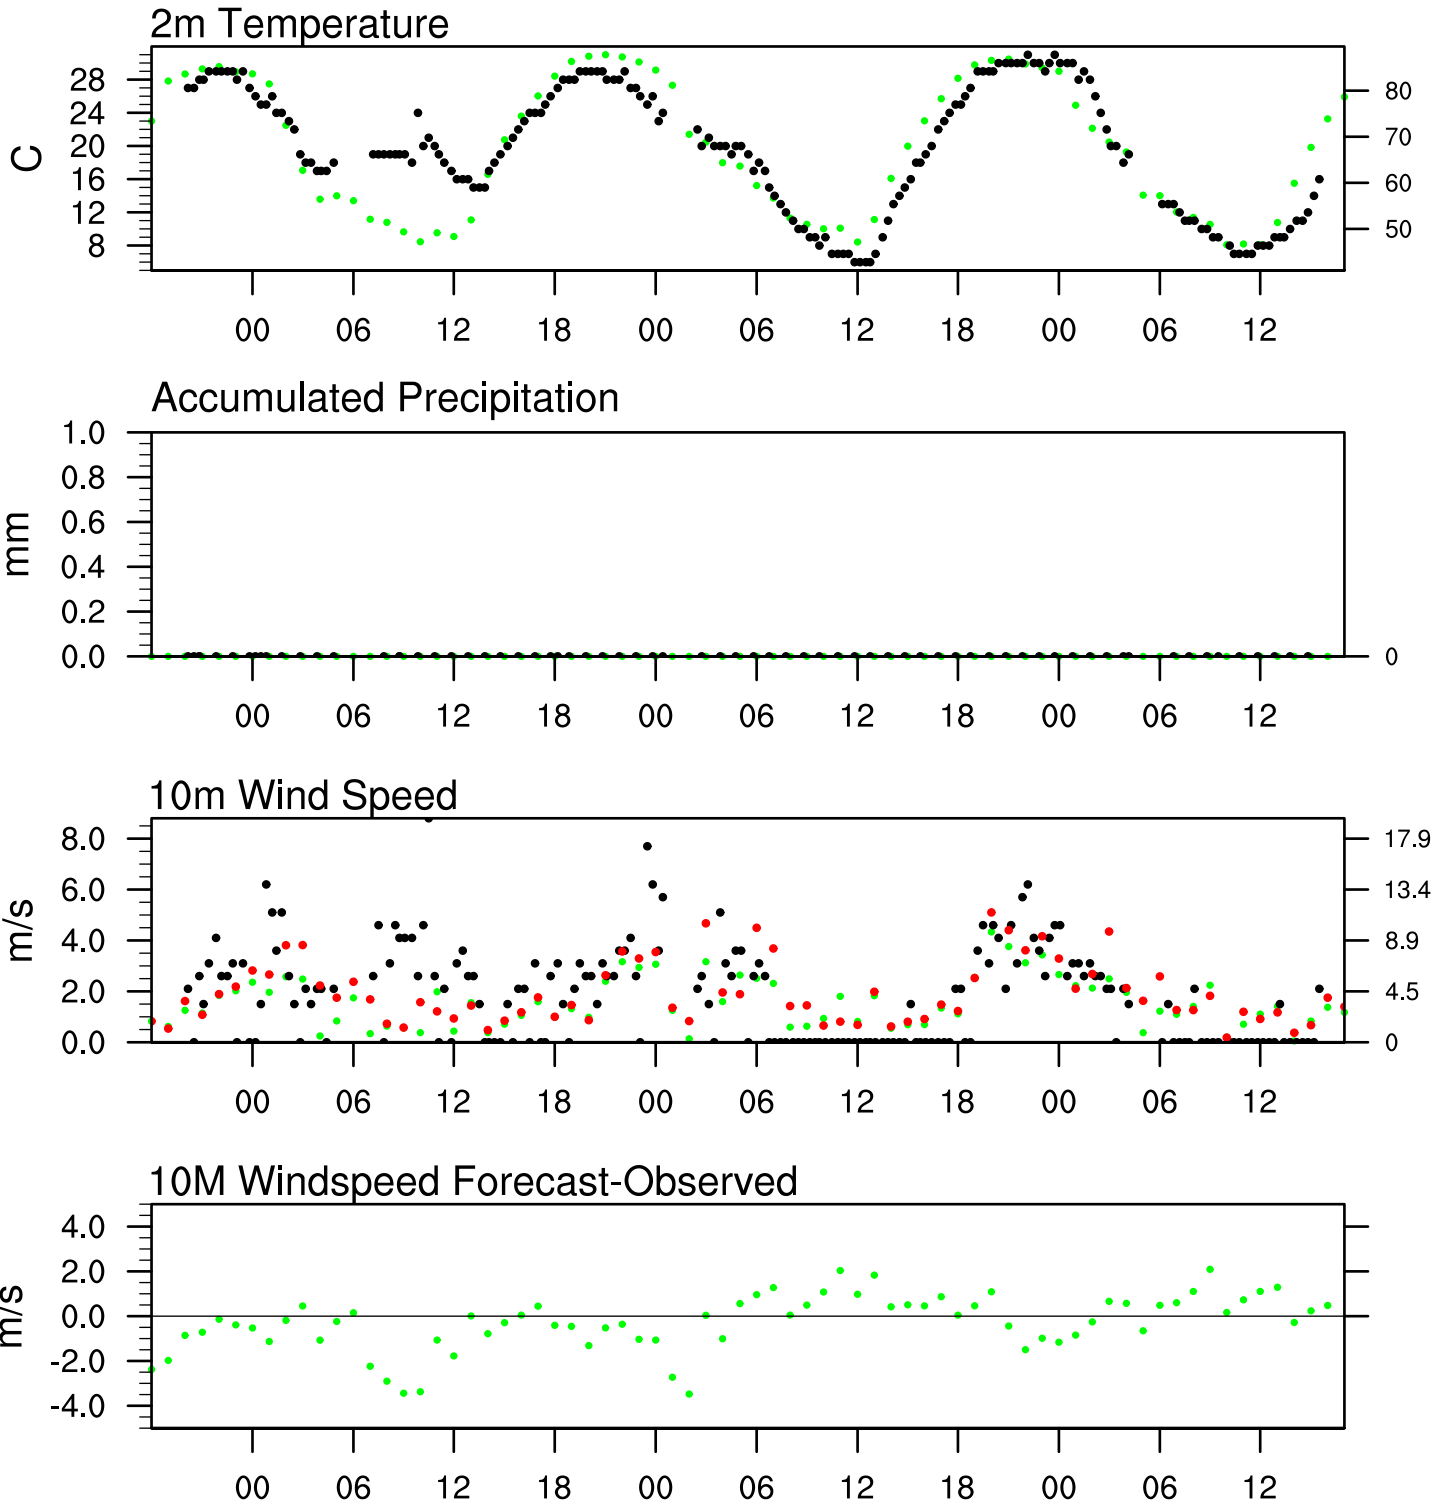 2m Temperature
C
28
24
20
16
12
8
80
70
60
50
00 06 12 18 00 06 12 18 00 06 12
Accumulated Precipitation
mm
1.0
0.8
0.6
0.4
0.2
0.0
0
00 06 12 18 00 06 12 18 00 06 12
10m Wind Speed
m/s
8.0
6.0
4.0
2.0
0.0
17.9
13.4
8.9
4.5
0
00 06 12 18 00 06 12 18 00 06 12
10M Windspeed Forecast-Observed
m/s
4.0
2.0
0.0
-2.0
-4.0
00 06 12 18 00 06 12 18 00 06 12